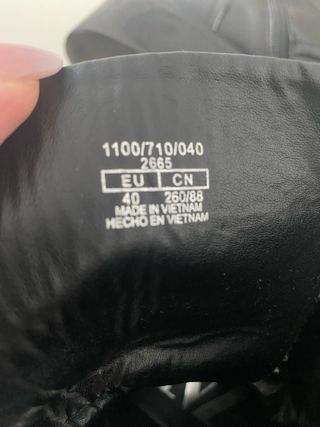 1100/710/040
2665
EU CN
40 260/88
MADE IN VIETNAM
HECHO EN VIETNAM